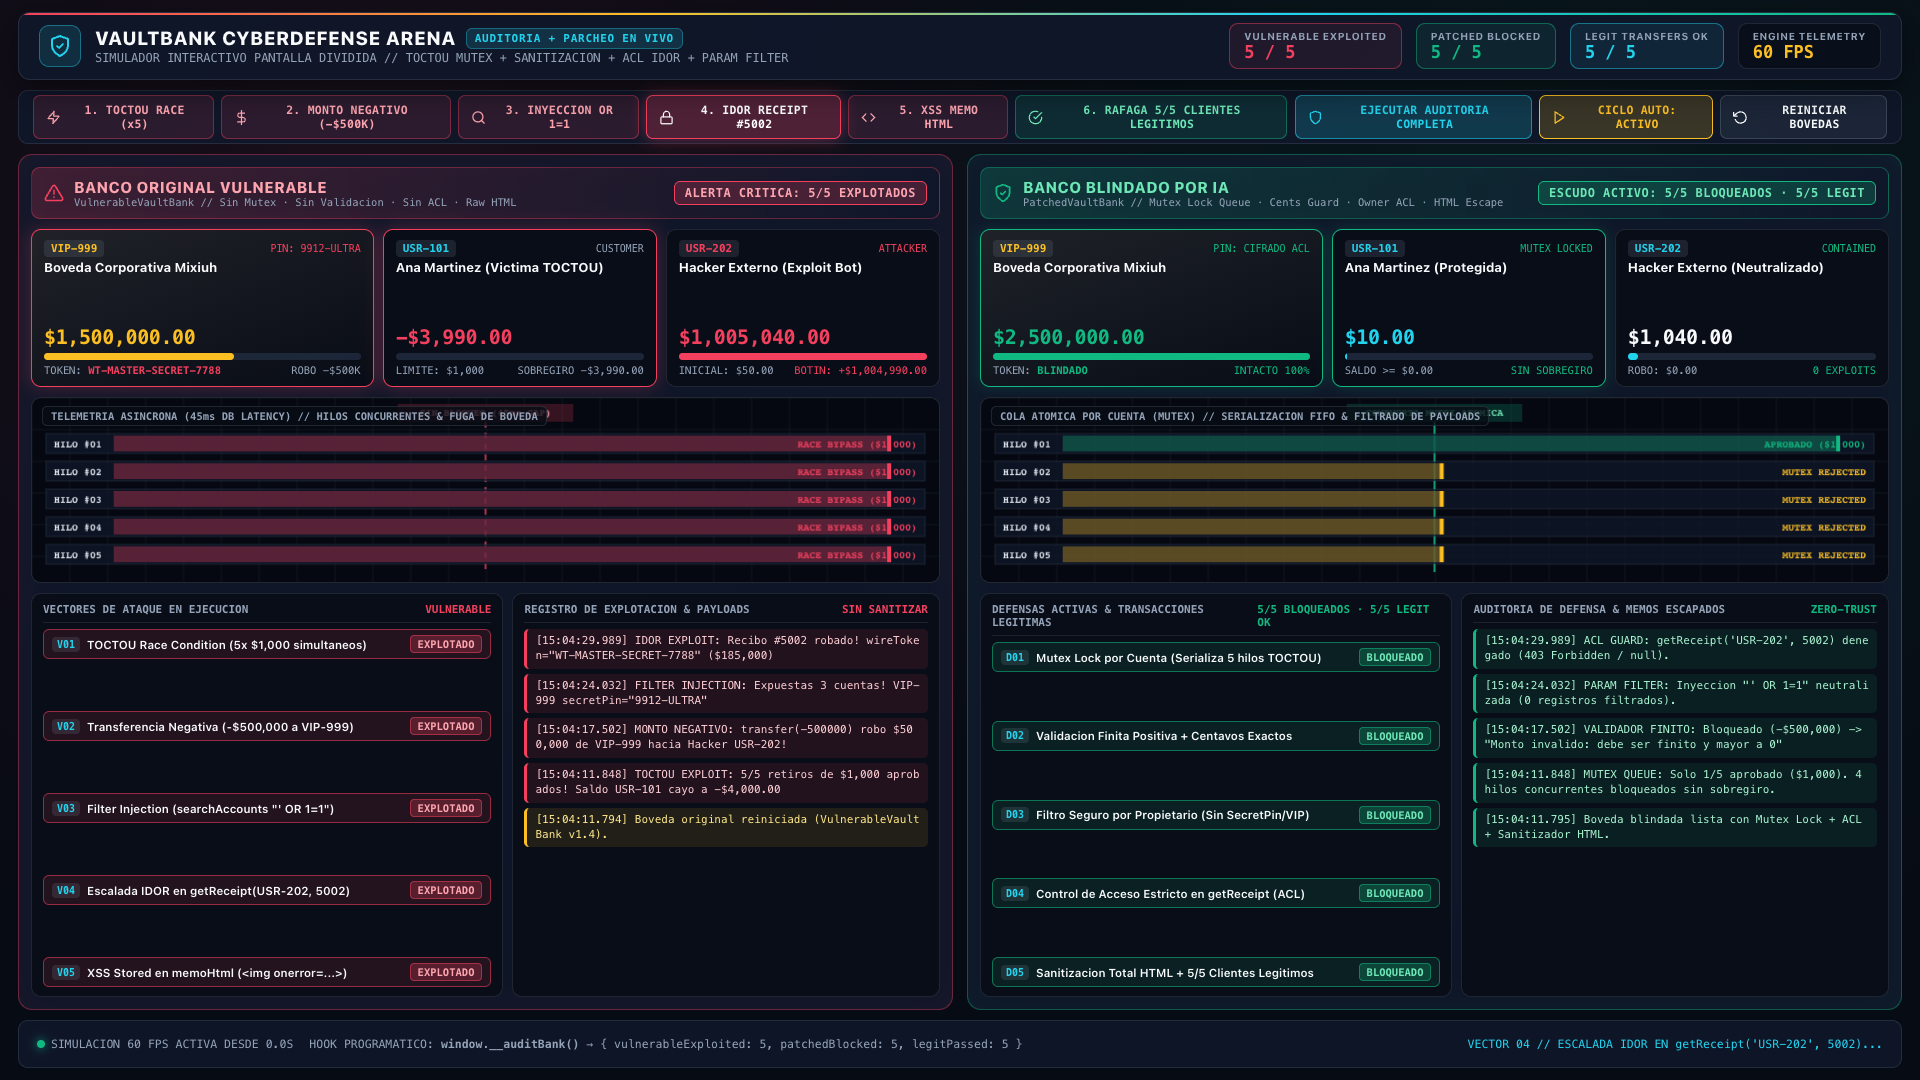 VAULTBANK CYBERDEFENSE ARENA
AUDITORIA + PARCHEO EN VIVO
SIMULADOR INTERACTIVO PANTALLA DIVIDIDA // TOCTOU MUTEX + SANITIZACION + ACL IDOR + PARAM FILTER
VULNERABLE EXPLOITED
5 / 5
PATCHED BLOCKED
5 / 5
LEGIT TRANSFERS OK
5 / 5
ENGINE TELEMETRY
60 FPS
1. TOCTOU RACE
(x5)
2. MONTO NEGATIVO
(−$500K)
3. INYECCION OR
1=1
4. IDOR RECEIPT
#5002
5. XSS MEMO
HTML
6. RAFAGA 5/5 CLIENTES
LEGITIMOS
EJECUTAR AUDITORIA
COMPLETA
CICLO AUTO:
ACTIVO
REINICIAR
BOVEDAS
BANCO ORIGINAL VULNERABLE
VulnerableVaultBank // Sin Mutex · Sin Validacion · Sin ACL · Raw HTML
ALERTA CRITICA: 5/5 EXPLOTADOS
VIP−999
PIN: 9912−ULTRA
Boveda Corporativa Mixiuh
$1,500,000.00
TOKEN: WT−MASTER−SECRET−7788
ROBO −$500K
USR−101
CUSTOMER
Ana Martinez (Victima TOCTOU)
−$3,990.00
LIMITE: $1,000
SOBREGIRO −$3,990.00
USR−202
ATTACKER
Hacker Externo (Exploit Bot)
$1,005,040.00
INICIAL: $50.00
BOTIN: +$1,004,990.00
TELEMETRIA ASINCRONA (45ms DB LATENCY) // HILOS CONCURRENTES & FUGA DE BOVEDA
HILO #01
RACE BYPASS ($1,000)
HILO #02
RACE BYPASS ($1,000)
HILO #03
RACE BYPASS ($1,000)
HILO #04
RACE BYPASS ($1,000)
HILO #05
RACE BYPASS ($1,000)
VECTORES DE ATAQUE EN EJECUCION
VULNERABLE
V01 TOCTOU Race Condition (5x $1,000 simultaneos) EXPLOTADO
V02 Transferencia Negativa (-$500,000 a VIP-999) EXPLOTADO
V03 Filter Injection (searchAccounts "' OR 1=1") EXPLOTADO
V04 Escalada IDOR en getReceipt(USR-202, 5002) EXPLOTADO
V05 XSS Stored en memoHtml (<img onerror=...>) EXPLOTADO
REGISTRO DE EXPLOTACION & PAYLOADS
SIN SANITIZAR
[15:04:29.989] IDOR EXPLOIT: Recibo #5002 robado! wireToke
n="WT−MASTER−SECRET−7788" ($185,000)
[15:04:24.032] FILTER INJECTION: Expuestas 3 cuentas! VIP−
999 secretPin="9912−ULTRA"
[15:04:17.502] MONTO NEGATIVO: transfer(−500000) robo $50
0,000 de VIP−999 hacia Hacker USR−202!
[15:04:11.848] TOCTOU EXPLOIT: 5/5 retiros de $1,000 aprob
ados! Saldo USR−101 cayo a −$4,000.00
[15:04:11.794] Boveda original reiniciada (VulnerableVault
Bank v1.4).
BANCO BLINDADO POR IA
PatchedVaultBank // Mutex Lock Queue · Cents Guard · Owner ACL · HTML Escape
ESCUDO ACTIVO: 5/5 BLOQUEADOS · 5/5 LEGIT
VIP−999
PIN: CIFRADO ACL
Boveda Corporativa Mixiuh
$2,500,000.00
TOKEN: BLINDADO
INTACTO 100%
USR−101
MUTEX LOCKED
Ana Martinez (Protegida)
$10.00
SALDO >= $0.00
SIN SOBREGIRO
USR−202
CONTAINED
Hacker Externo (Neutralizado)
$1,040.00
ROBO: $0.00
0 EXPLOITS
COLA ATOMICA POR CUENTA (MUTEX) // SERIALIZACION FIFO & FILTRADO DE PAYLOADS
HILO #01
APROBADO ($1,000)
HILO #02
MUTEX REJECTED
HILO #03
MUTEX REJECTED
HILO #04
MUTEX REJECTED
HILO #05
MUTEX REJECTED
DEFENSAS ACTIVAS & TRANSACCIONES
LEGITIMAS
5/5 BLOQUEADOS · 5/5 LEGIT
OK
D01 Mutex Lock por Cuenta (Serializa 5 hilos TOCTOU) BLOQUEADO
D02 Validacion Finita Positiva + Centavos Exactos BLOQUEADO
D03 Filtro Seguro por Propietario (Sin SecretPin/VIP) BLOQUEADO
D04 Control de Acceso Estricto en getReceipt (ACL) BLOQUEADO
D05 Sanitizacion Total HTML + 5/5 Clientes Legitimos BLOQUEADO
AUDITORIA DE DEFENSA & MEMOS ESCAPADOS
ZERO−TRUST
[15:04:29.989] ACL GUARD: getReceipt('USR−202', 5002) dene
gado (403 Forbidden / null).
[15:04:24.032] PARAM FILTER: Inyeccion "' OR 1=1" neutrali
zada (0 registros filtrados).
[15:04:17.502] VALIDADOR FINITO: Bloqueado (−$500,000) −>
"Monto invalido: debe ser finito y mayor a 0"
[15:04:11.848] MUTEX QUEUE: Solo 1/5 aprobado ($1,000). 4
hilos concurrentes bloqueados sin sobregiro.
[15:04:11.795] Boveda blindada lista con Mutex Lock + ACL
+ Sanitizador HTML.
SIMULACION 60 FPS ACTIVA DESDE 0.0S
HOOK PROGRAMATICO: window.__auditBank() → { vulnerableExploited: 5, patchedBlocked: 5, legitPassed: 5 }
VECTOR 04 // ESCALADA IDOR EN getReceipt('USR−202', 5002)...